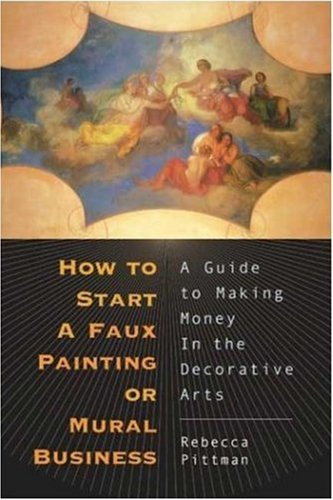 How to
Start
A Faux
Painting
or
Mural
Business
A Guide
to Making
Money
In the
Decorative
Arts
Rebecca
Pittman